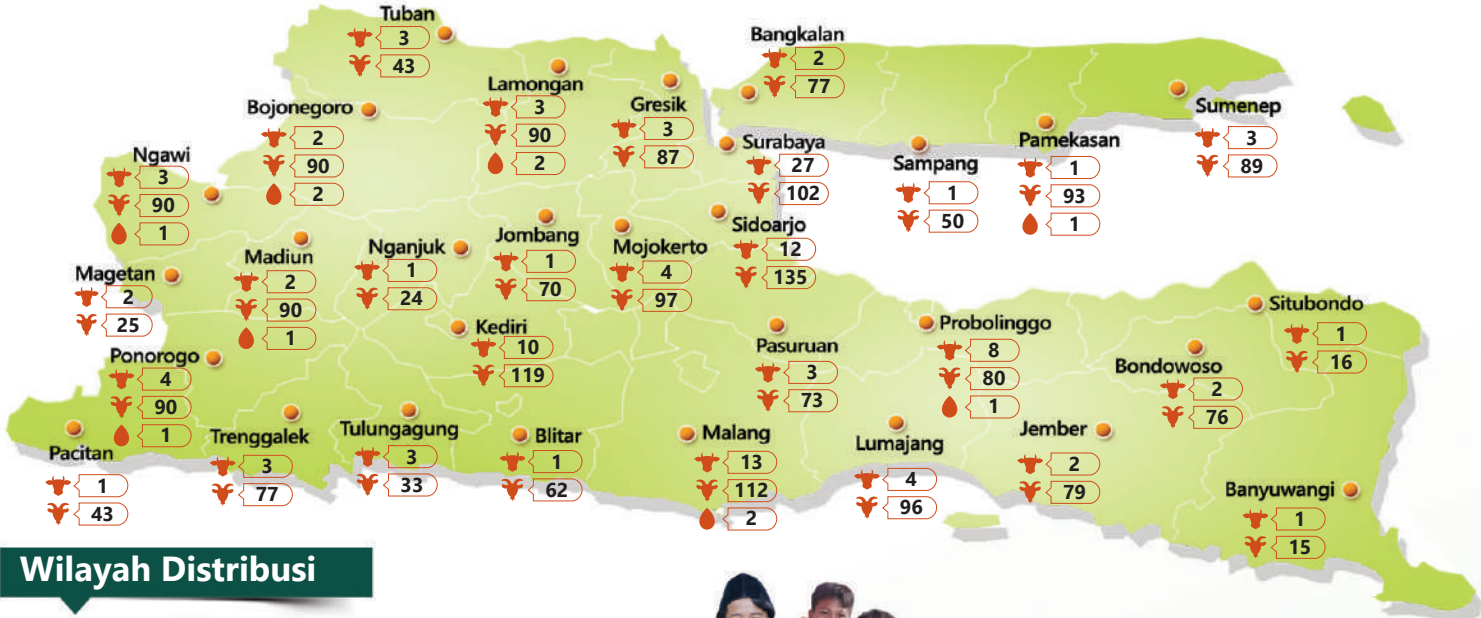 Tuban
3
43
Bangkalan
2
77
Lamongan
3
90
2
Gresik
3
87
Bojonegoro
2
90
2
Sumenep
3
89
Surabaya
27
102
Sampang
1
50
Pamekasan
1
93
1
Ngawi
3
90
1
Sidoarjo
12
135
Jombang
1
70
Mojokerto
4
97
Nganjuk
1
24
Madiun
2
90
1
Magetan
2
25
Situbondo
1
16
Kediri
10
119
Probolinggo
8
80
1
Pasuruan
3
73
Ponorogo
4
90
1
Bondowoso
2
76
Pacitan
1
43
Trenggalek
3
77
Tulungagung
3
33
Blitar
1
62
Malang
13
112
2
Lumajang
4
96
Jember
2
79
Banyuwangi
1
15
Wilayah Distribusi